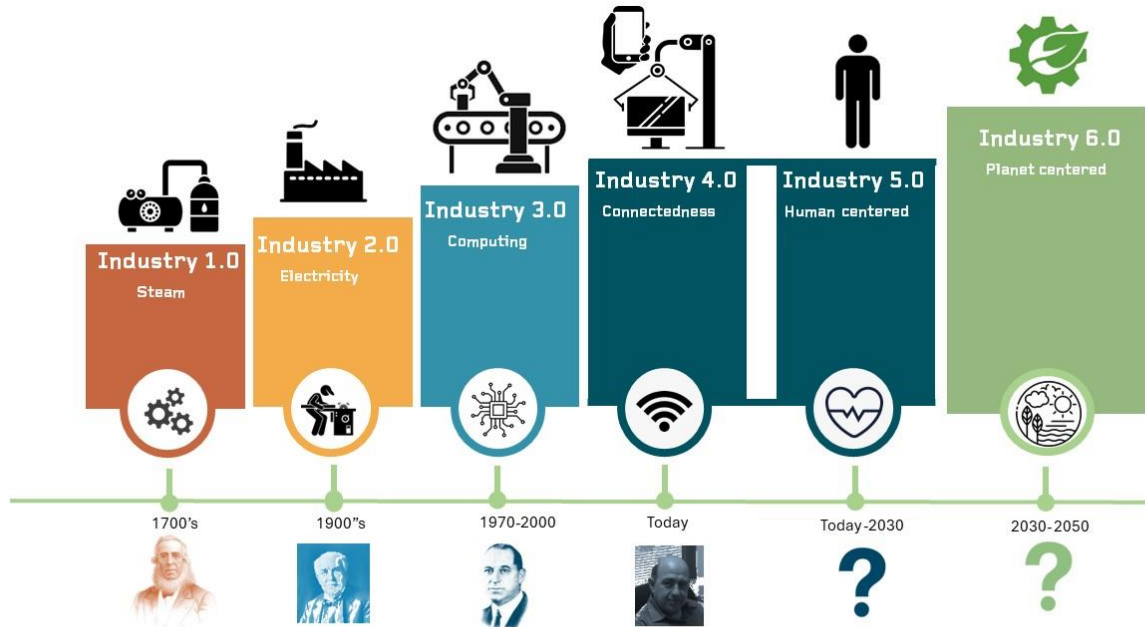 Industry 1.0
Steam
Industry 2.0
Electricity
Industry 3.0
Computing
Industry 4.0
Connectedness
Industry 5.0
Human centered
Industry 6.0
Planet centered
1700's
1900"s
1970-2000
Today
Today-2030
2030-2050
?
?